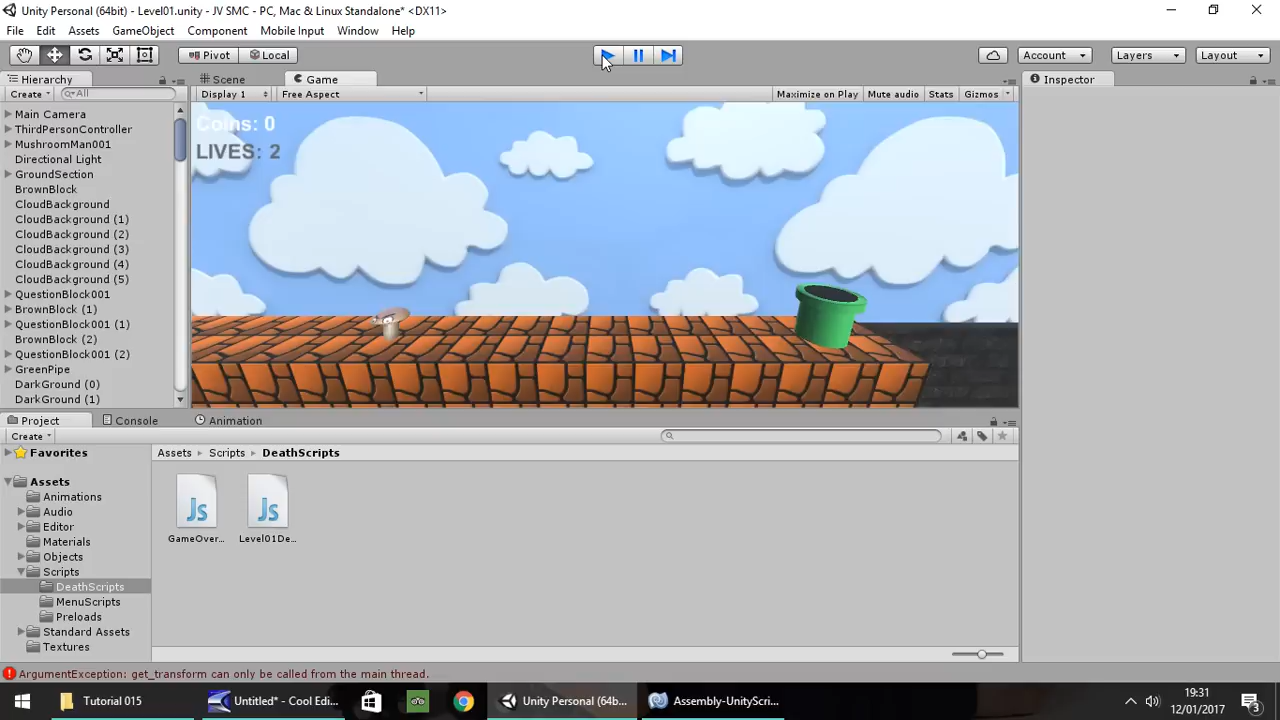 Unity Personal (64bit) - Level01.unity - JV SMC - PC, Mac & Linux Standalone* <DX11>
File Edit Assets GameObject Component Mobile Input Window Help
Pivot Local Account Layers Layout
Hierarchy Scene Game Inspector
Create All Display 1 Free Aspect Maximize on Play Mute audio Stats Gizmos
Main Camera
ThirdPersonController
MushroomMan001
Directional Light
GroundSection
BrownBlock
CloudBackground
CloudBackground (1)
CloudBackground (2)
CloudBackground (3)
CloudBackground (4)
CloudBackground (5)
QuestionBlock001
BrownBlock (1)
QuestionBlock001 (1)
BrownBlock (2)
QuestionBlock001 (2)
GreenPipe
DarkGround (0)
DarkGround (1)
Coins: 0
LIVES: 2
Project Console Animation
Create
Favorites
Assets
Animations
Audio
Editor
Materials
Objects
Scripts
DeathScripts
MenuScripts
Preloads
Standard Assets
Textures
Assets Scripts DeathScripts
Js Js
GameOver... Level01De...
ArgumentException: get_transform can only be called from the main thread.
Tutorial 015 Untitled* - Cool Edi... Unity Personal (64b... Assembly-UnityScri...
19:31
12/01/2017
3